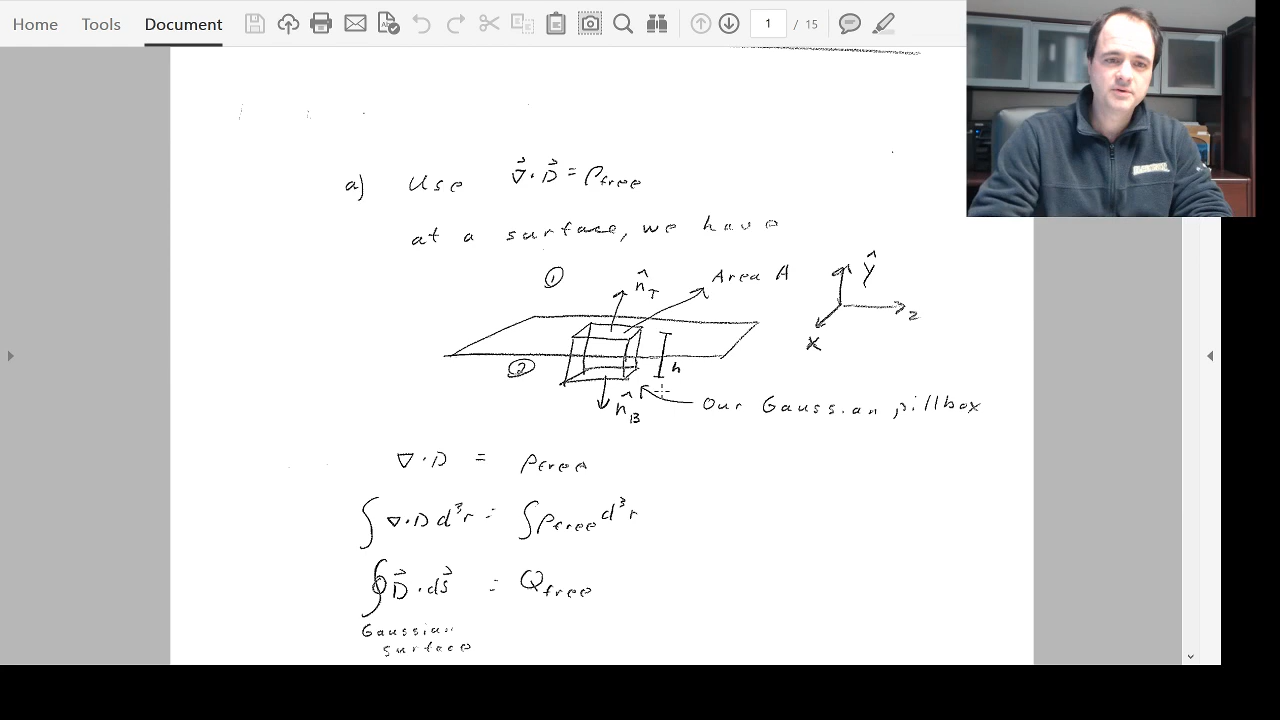 Home Tools Document 1 / 15
a) Use ∇⃗·D⃗ = ρfree
at a surface, we have
① n̂T Area A ŷ
z
x
② h
n̂B Our Gaussian pillbox
∇·D = ρfree
∫∇·D d³r = ∫ρfree d³r
∮D⃗·ds⃗ = Qfree
Gaussian
surface